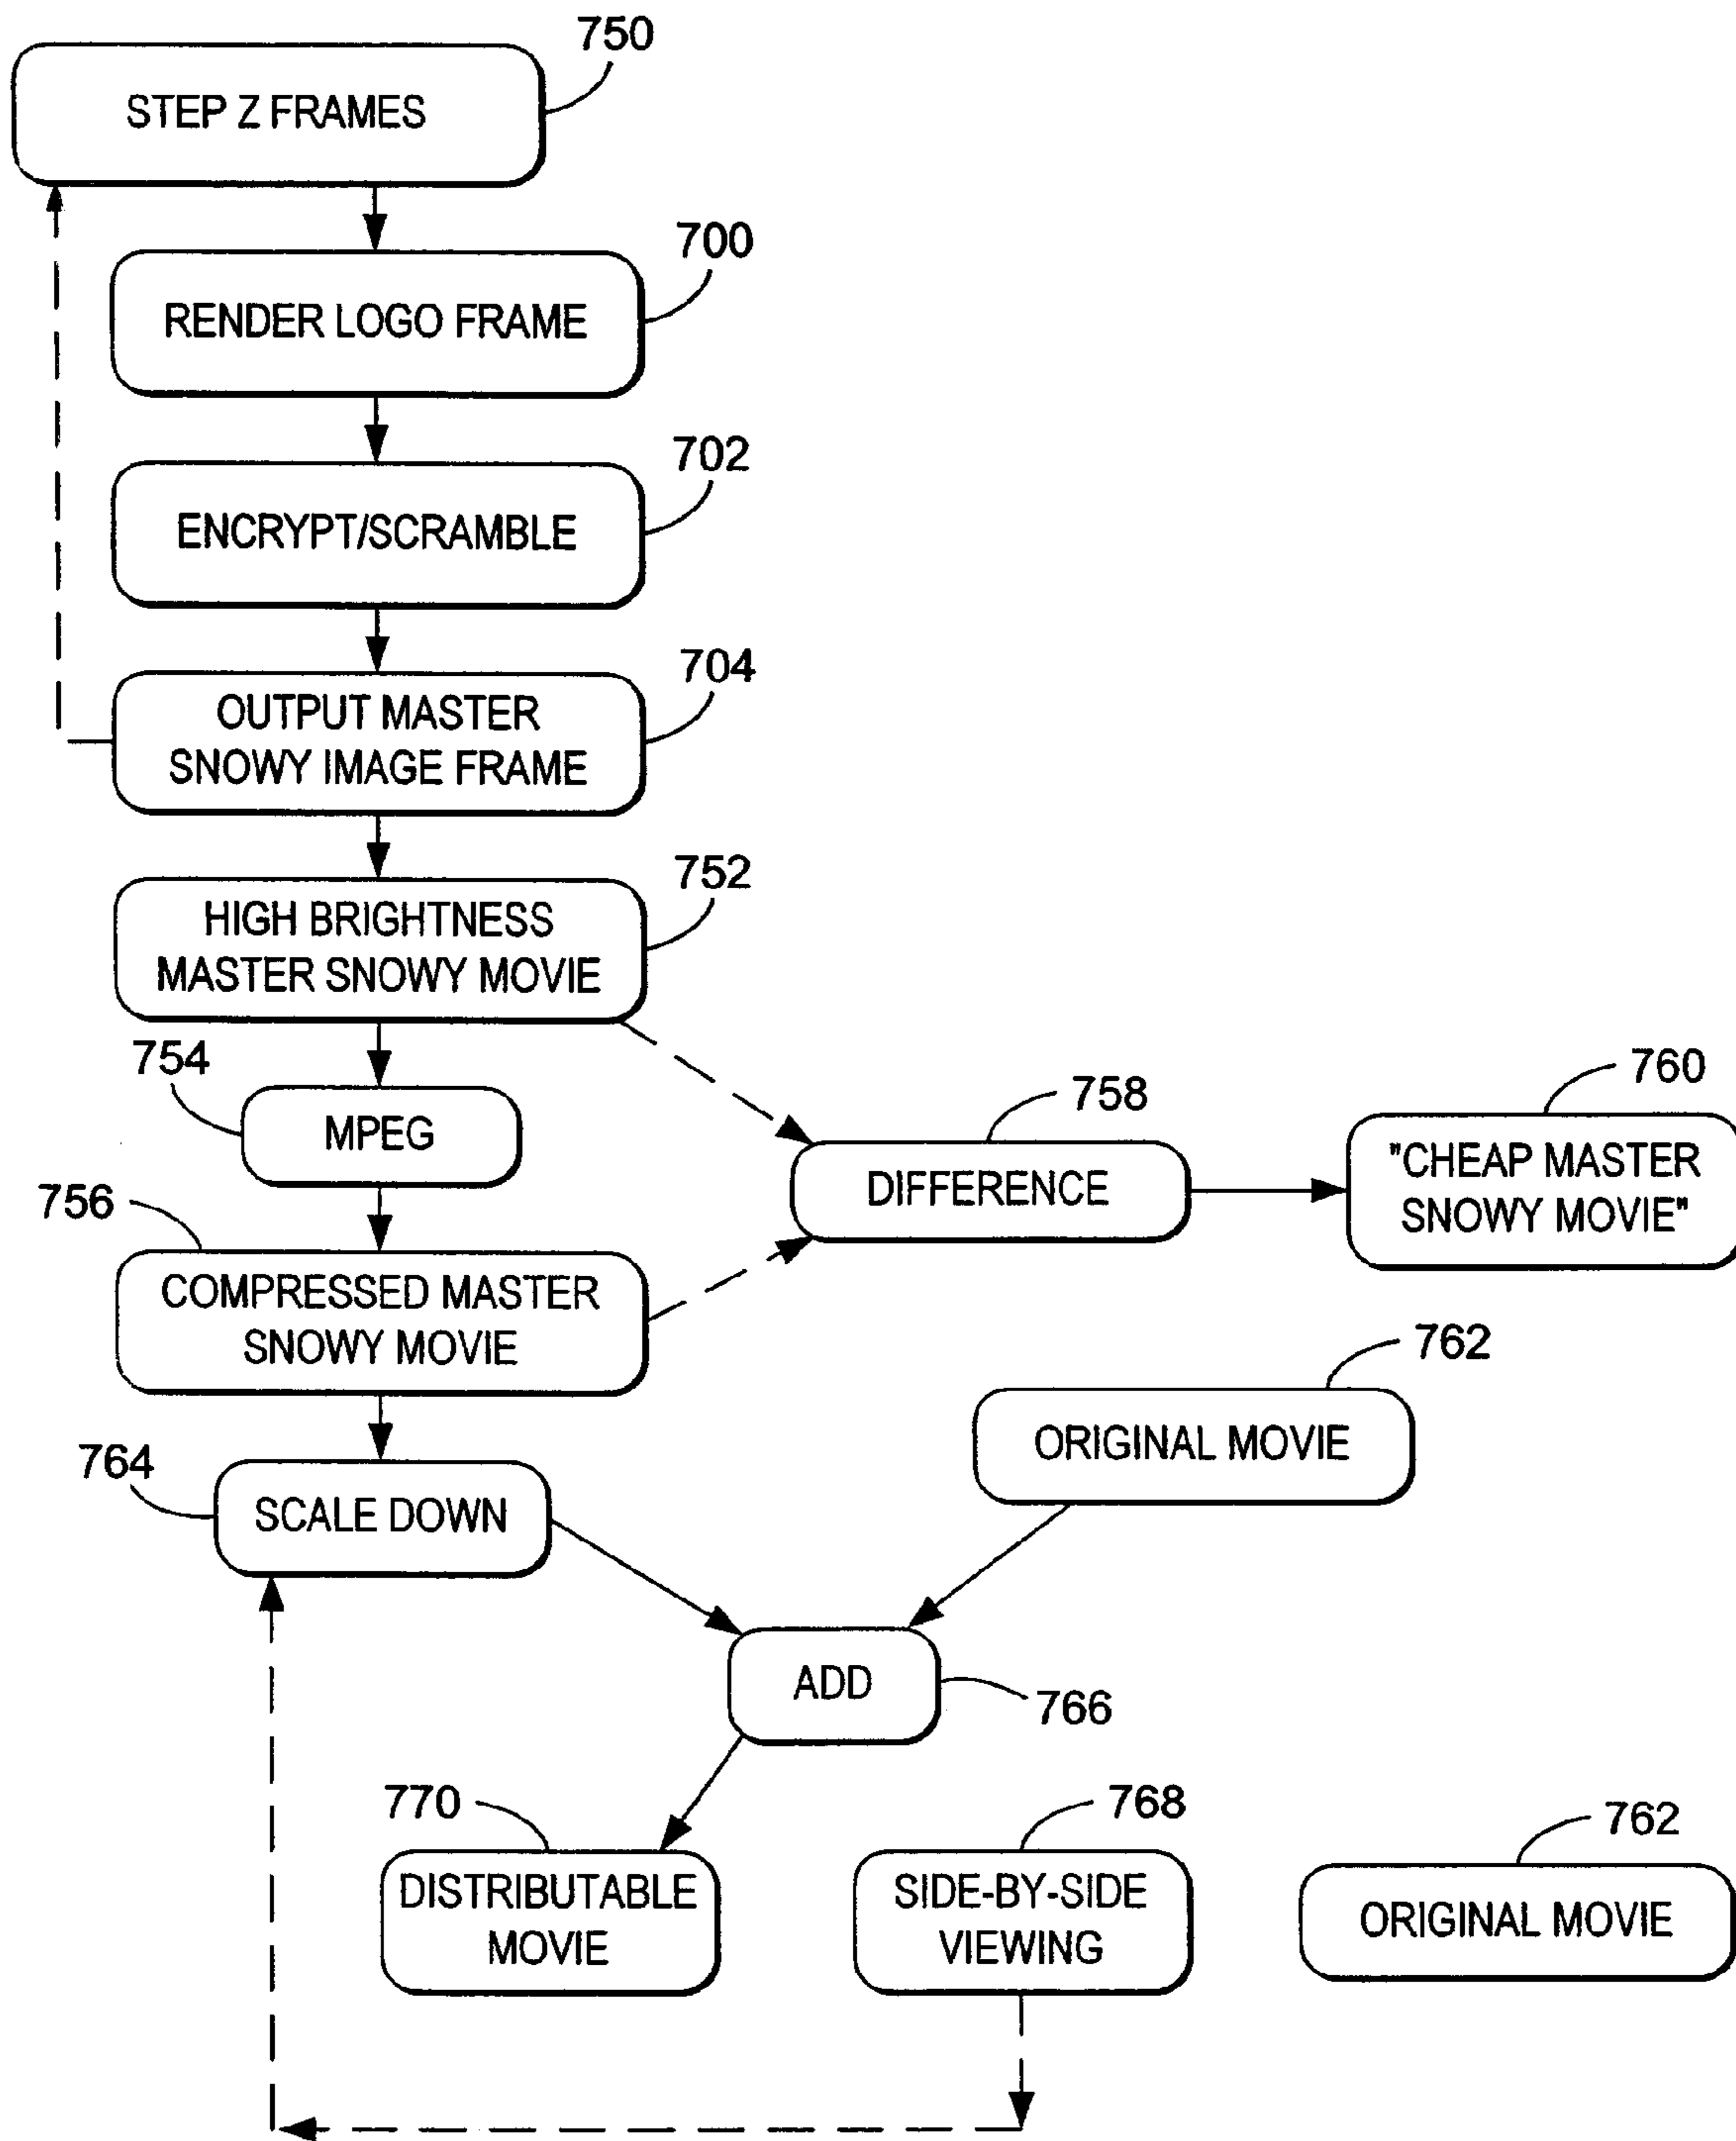 750
STEP Z FRAMES
700
RENDER LOGO FRAME
702
ENCRYPT/SCRAMBLE
704
OUTPUT MASTER
SNOWY IMAGE FRAME
752
HIGH BRIGHTNESS
MASTER SNOWY MOVIE
754
MPEG
758
DIFFERENCE
760
"CHEAP MASTER
SNOWY MOVIE"
756
COMPRESSED MASTER
SNOWY MOVIE
762
ORIGINAL MOVIE
764
SCALE DOWN
ADD
766
770
DISTRIBUTABLE
MOVIE
768
SIDE-BY-SIDE
VIEWING
762
ORIGINAL MOVIE